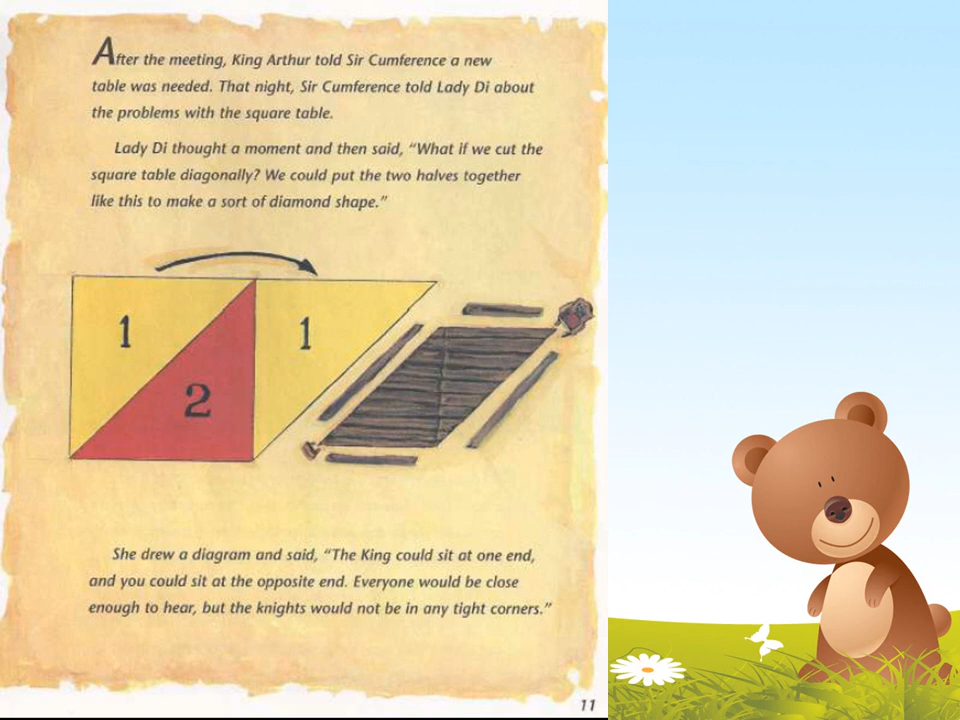 After the meeting, King Arthur told Sir Cumference a new
table was needed. That night, Sir Cumference told Lady Di about
the problems with the square table.
Lady Di thought a moment and then said, “What if we cut the
square table diagonally? We could put the two halves together
like this to make a sort of diamond shape.”
1
1
2
She drew a diagram and said, “The King could sit at one end,
and you could sit at the opposite end. Everyone would be close
enough to hear, but the knights would not be in any tight corners.”
11